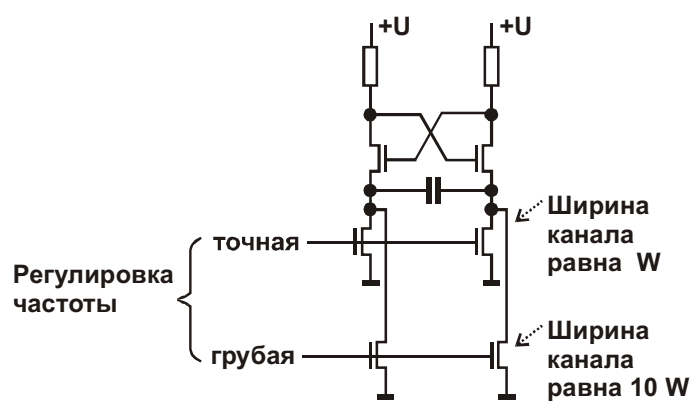 +U
+U
Ширина
канала
равна W
точная
Регулировка
частоты
грубая
Ширина
канала
равна 10 W